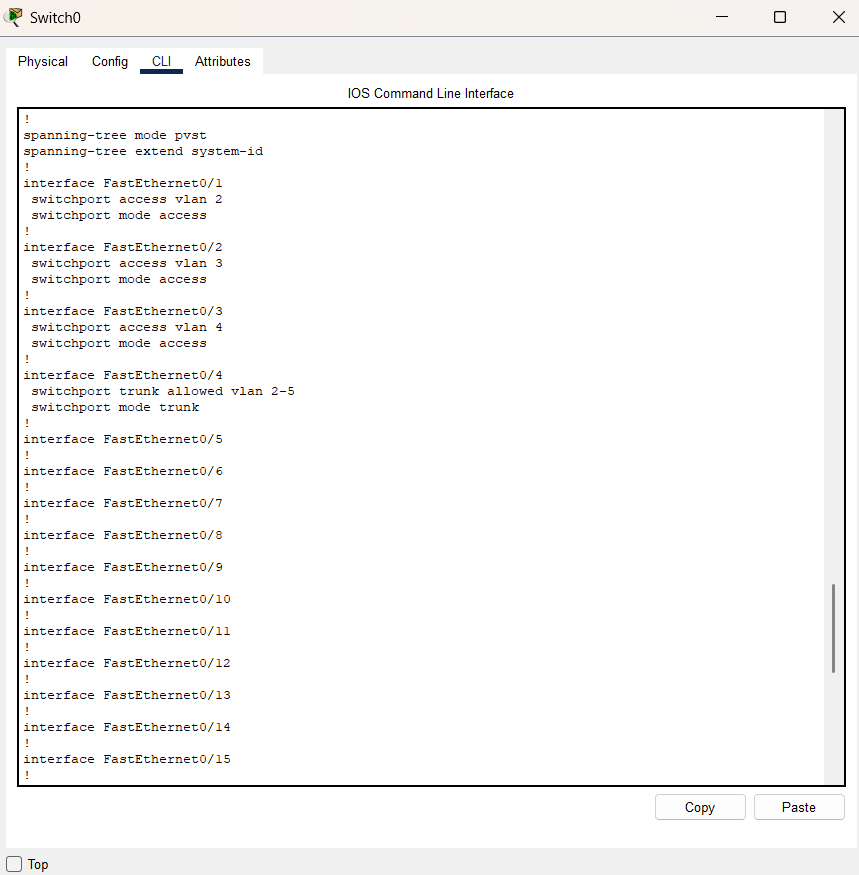 Switch0
Physical Config CLI Attributes
IOS Command Line Interface
!
spanning-tree mode pvst
spanning-tree extend system-id
!
interface FastEthernet0/1
 switchport access vlan 2
 switchport mode access
!
interface FastEthernet0/2
 switchport access vlan 3
 switchport mode access
!
interface FastEthernet0/3
 switchport access vlan 4
 switchport mode access
!
interface FastEthernet0/4
 switchport trunk allowed vlan 2-5
 switchport mode trunk
!
interface FastEthernet0/5
!
interface FastEthernet0/6
!
interface FastEthernet0/7
!
interface FastEthernet0/8
!
interface FastEthernet0/9
!
interface FastEthernet0/10
!
interface FastEthernet0/11
!
interface FastEthernet0/12
!
interface FastEthernet0/13
!
interface FastEthernet0/14
!
interface FastEthernet0/15
!
Copy Paste
Top